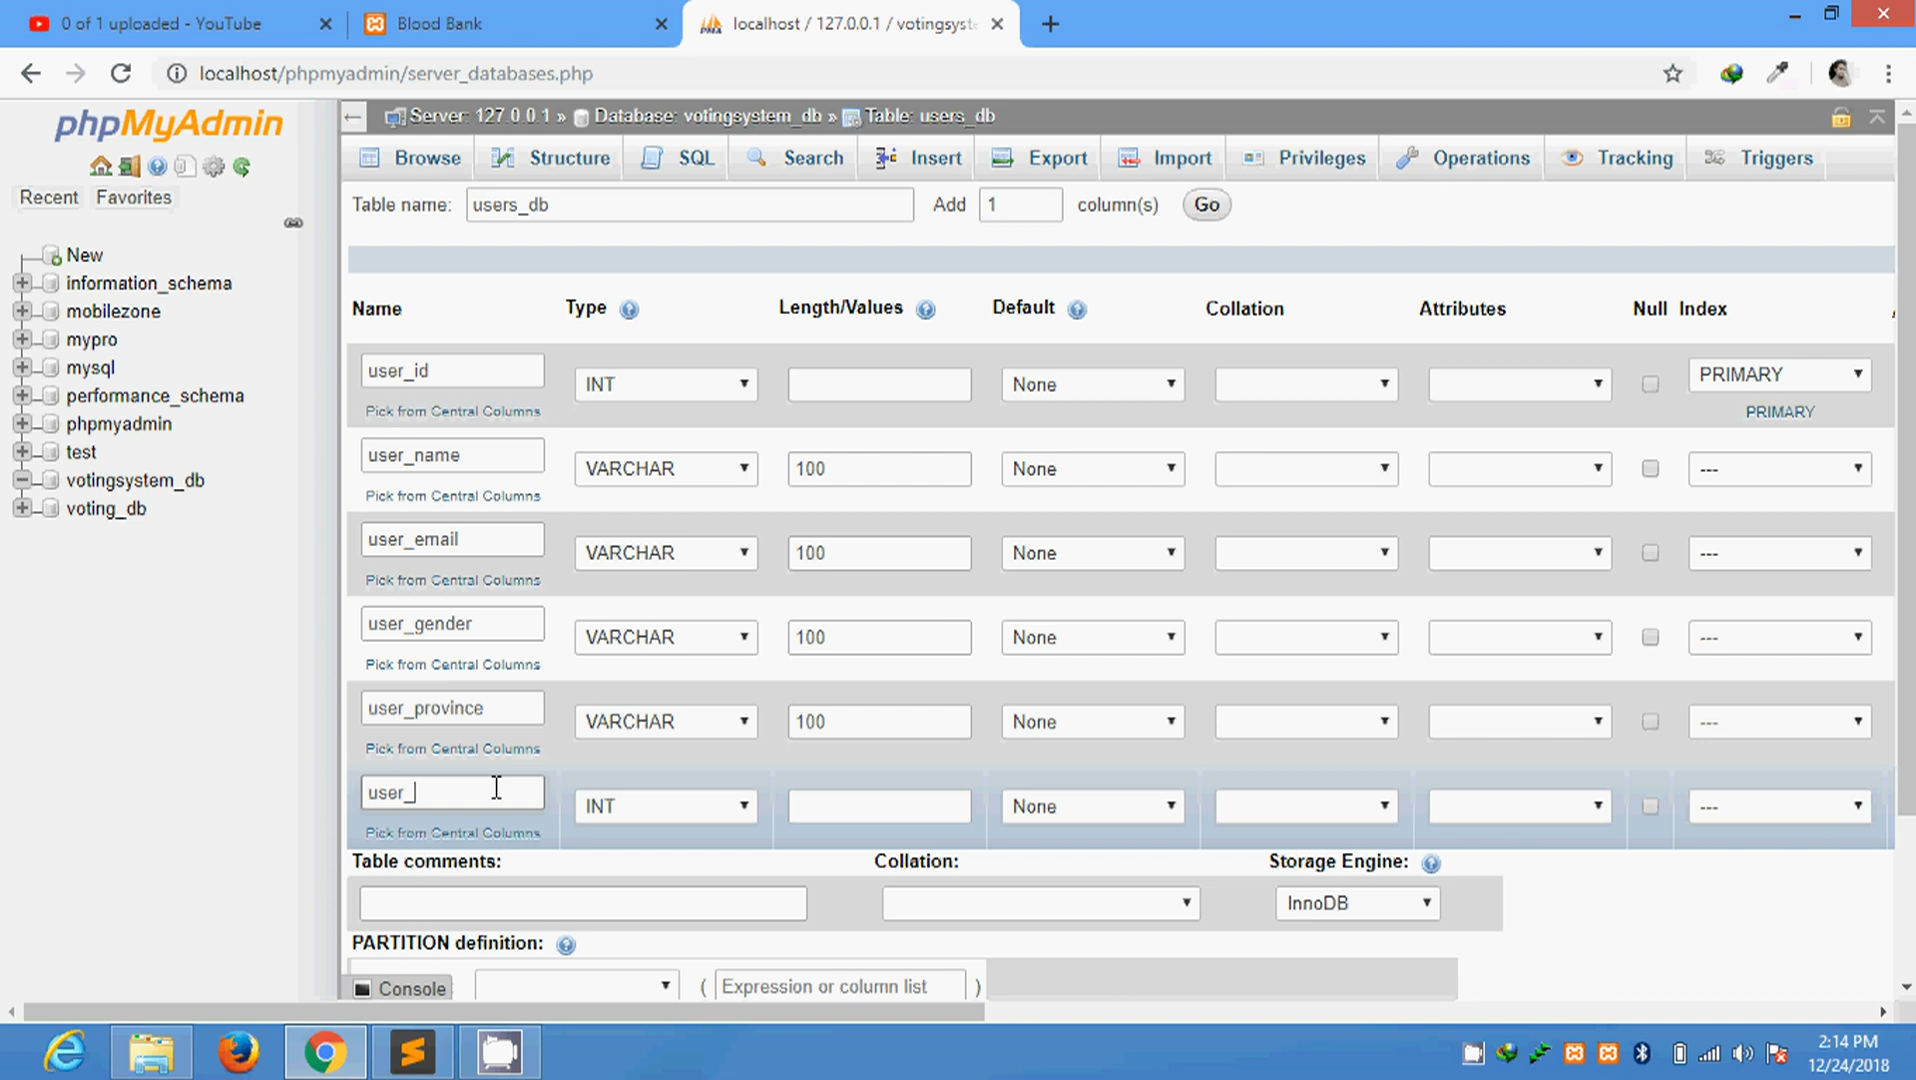 0 of 1 uploaded - YouTube
Blood Bank
localhost / 127.0.0.1 / votingsyst
localhost/phpmyadmin/server_databases.php
phpMyAdmin
Recent Favorites
New
information_schema
mobilezone
mypro
mysql
performance_schema
phpmyadmin
test
votingsystem_db
voting_db
Server: 127.0.0.1 » Database: votingsystem_db » Table: users_db
Browse Structure SQL Search Insert Export Import Privileges Operations Tracking Triggers
Table name: users_db Add 1 column(s) Go
Name Type Length/Values Default Collation Attributes Null Index
user_id INT None PRIMARY
Pick from Central Columns PRIMARY
user_name VARCHAR 100 None ---
Pick from Central Columns
user_email VARCHAR 100 None ---
Pick from Central Columns
user_gender VARCHAR 100 None ---
Pick from Central Columns
user_province VARCHAR 100 None ---
Pick from Central Columns
user_ INT None ---
Pick from Central Columns
Table comments: Collation: Storage Engine:
InnoDB
PARTITION definition:
Console ( Expression or column list )
2:14 PM
12/24/2018